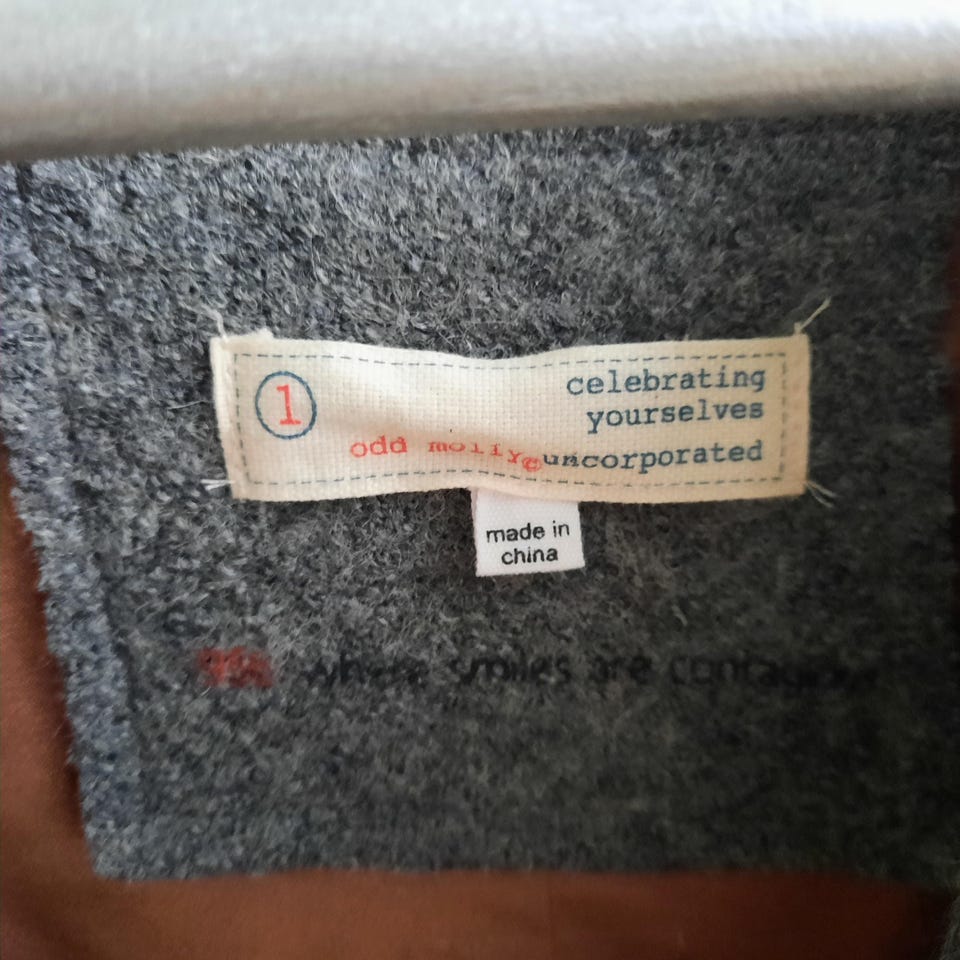 1
celebrating
yourselves
odd molly© uncorporated
made in
china
where smiles are contagious